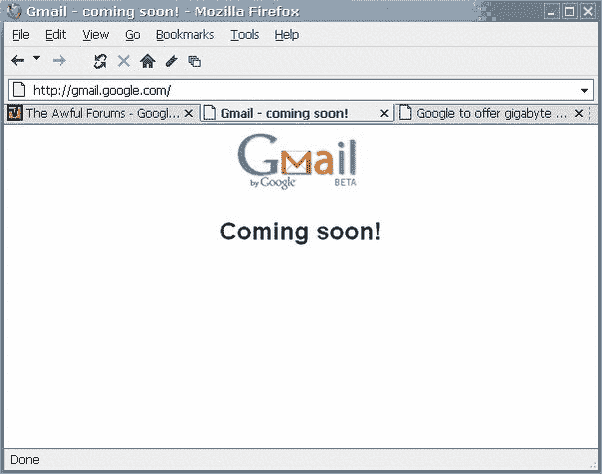 Gmail - coming soon! - Mozilla Firefox
File Edit View Go Bookmarks Tools Help
http://gmail.google.com/
The Awful Forums - Googl... Gmail - coming soon! Google to offer gigabyte ...
Gmail
by Google BETA
Coming soon!
Done